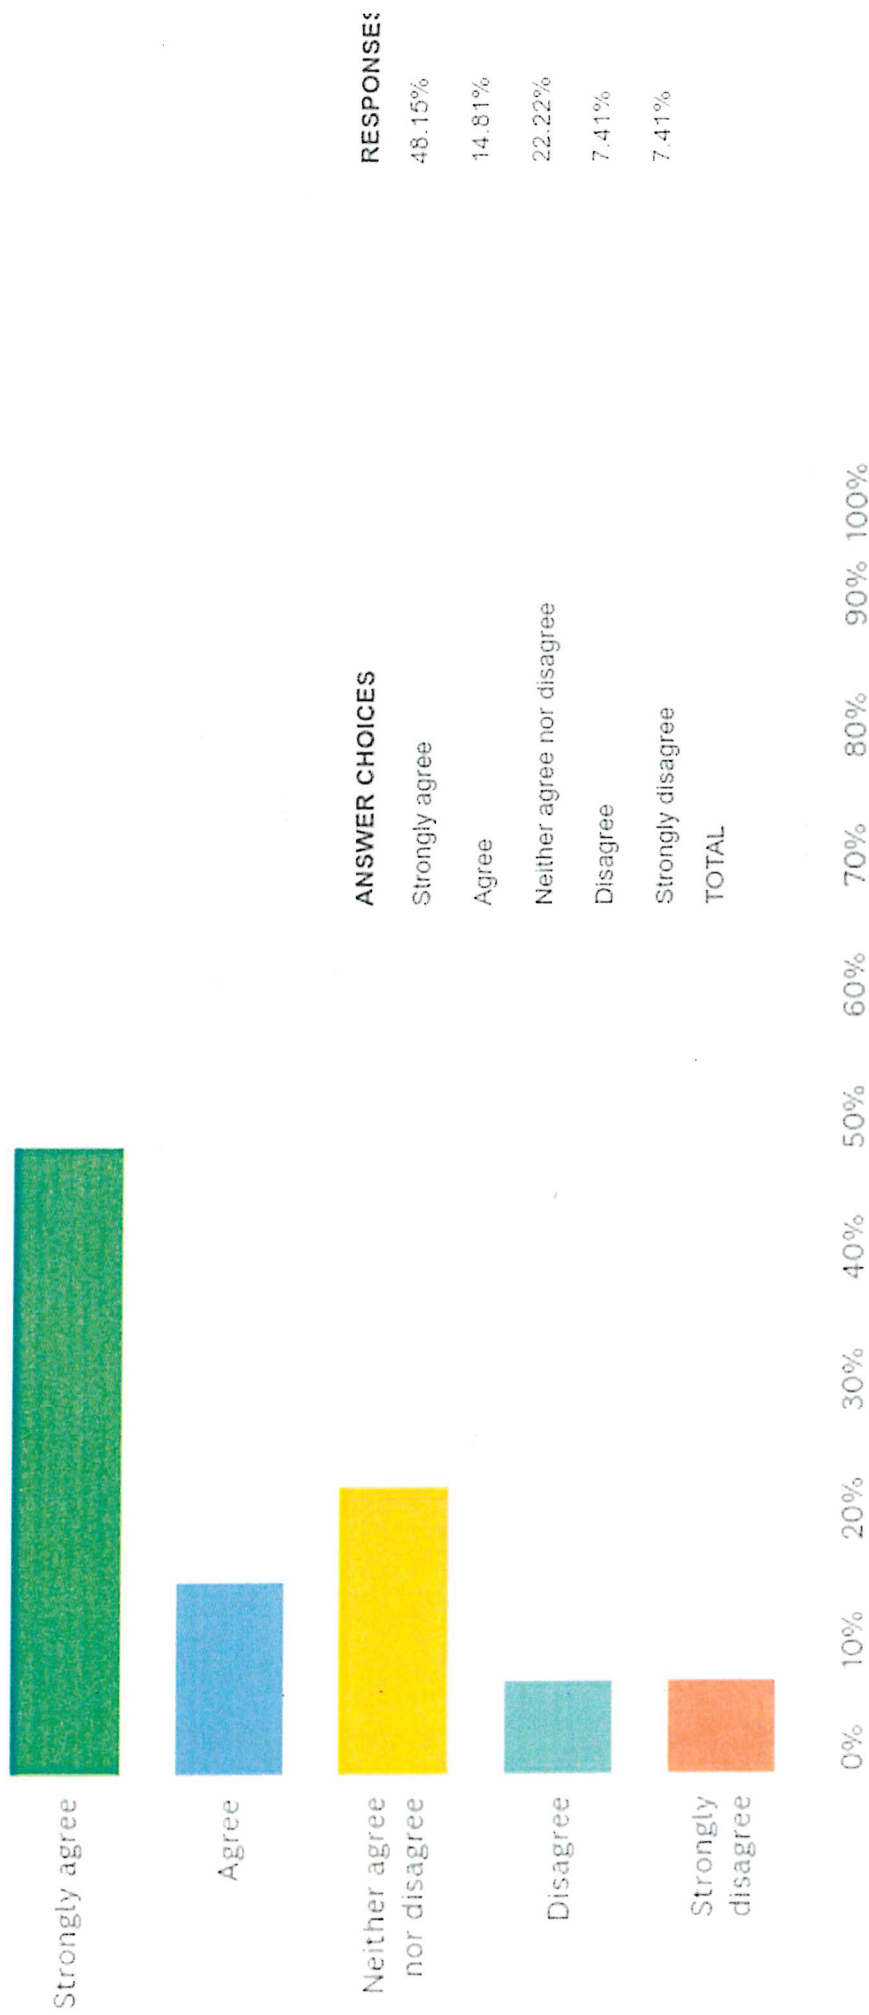 Strongly agree
Agree
Neither agree
nor disagree
Disagree
Strongly
disagree
0% 10% 20% 30% 40% 50% 60% 70% 80% 90% 100%
ANSWER CHOICES RESPONSES
Strongly agree 48.15%
Agree 14.81%
Neither agree nor disagree 22.22%
Disagree 7.41%
Strongly disagree 7.41%
TOTAL